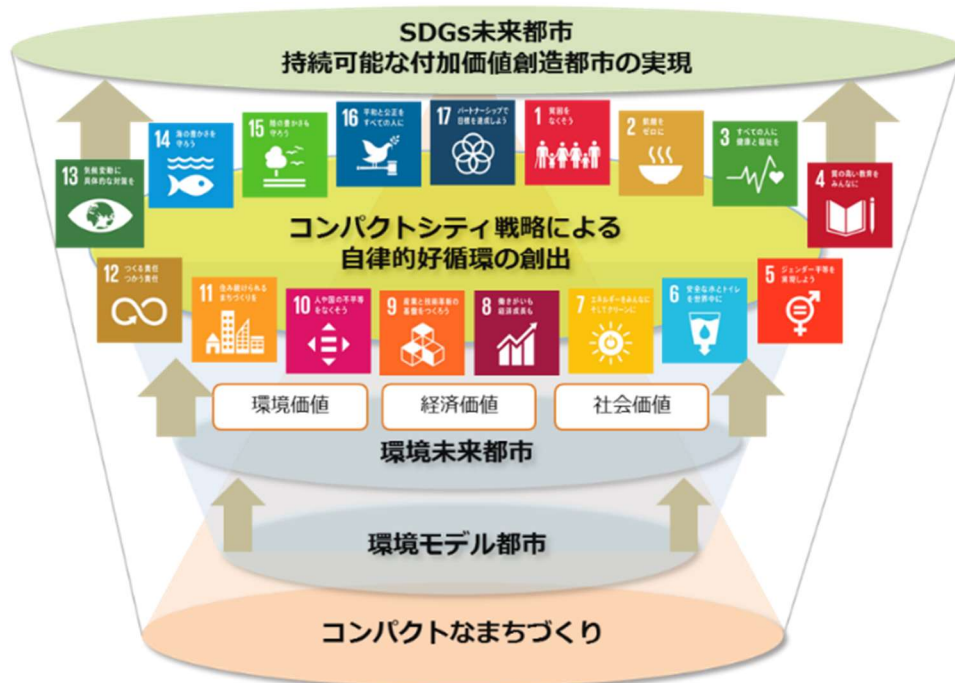 SDGs未来都市
持続可能な付加価値創造都市の実現
13 気候変動に
具体的な対策を
14 海の豊かさを
守ろう
15 陸の豊かさも
守ろう
16 平和と公正を
すべての人に
17 パートナーシップで
目標を達成しよう
1 貧困を
なくそう
2 飢餓を
ゼロに
3 すべての人に
健康と福祉を
4 質の高い教育を
みんなに
コンパクトシティ戦略による
自律的好循環の創出
12 つくる責任
つかう責任
11 住み続けられる
まちづくりを
10 人や国の不平等
をなくそう
9 産業と技術革新の
基盤をつくろう
8 働きがいも
経済成長も
7 エネルギーをみんなに
そしてクリーンに
6 安全な水とトイレ
を世界中に
5 ジェンダー平等を
実現しよう
環境価値
経済価値
社会価値
環境未来都市
環境モデル都市
コンパクトなまちづくり